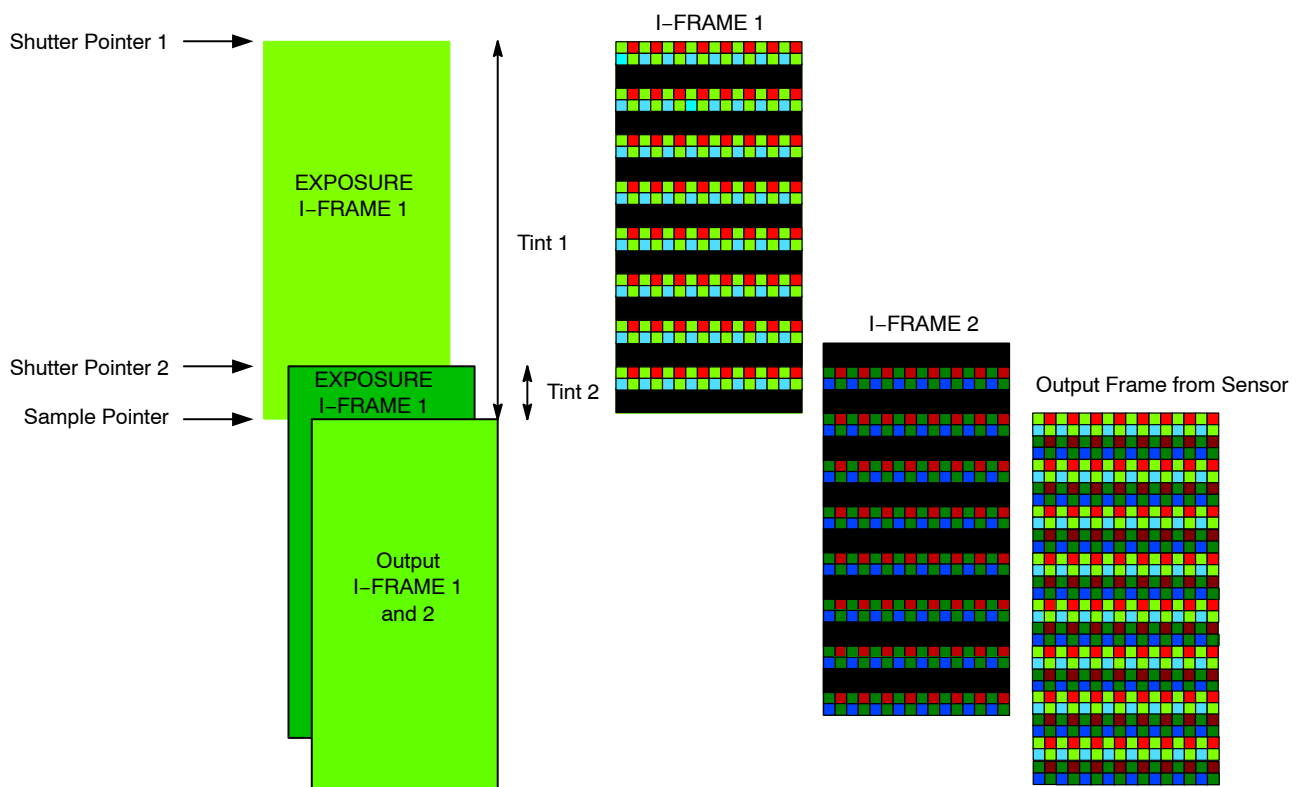 I−FRAME 1
Shutter Pointer 1
EXPOSURE
I−FRAME 1
Tint 1
I−FRAME 2
Shutter Pointer 2
EXPOSURE
I−FRAME 1
Tint 2
Output Frame from Sensor
Sample Pointer
Output
I−FRAME 1
and 2